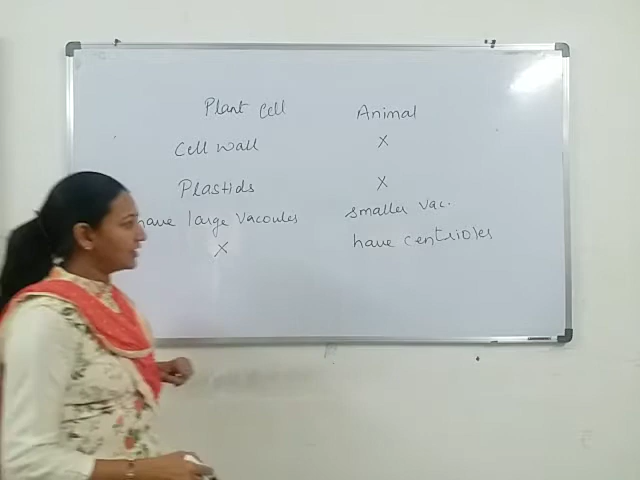 Plant Cell Animal
Cell wall X
Plastids X
have large Vacoules smaller vac.
X have centrioles